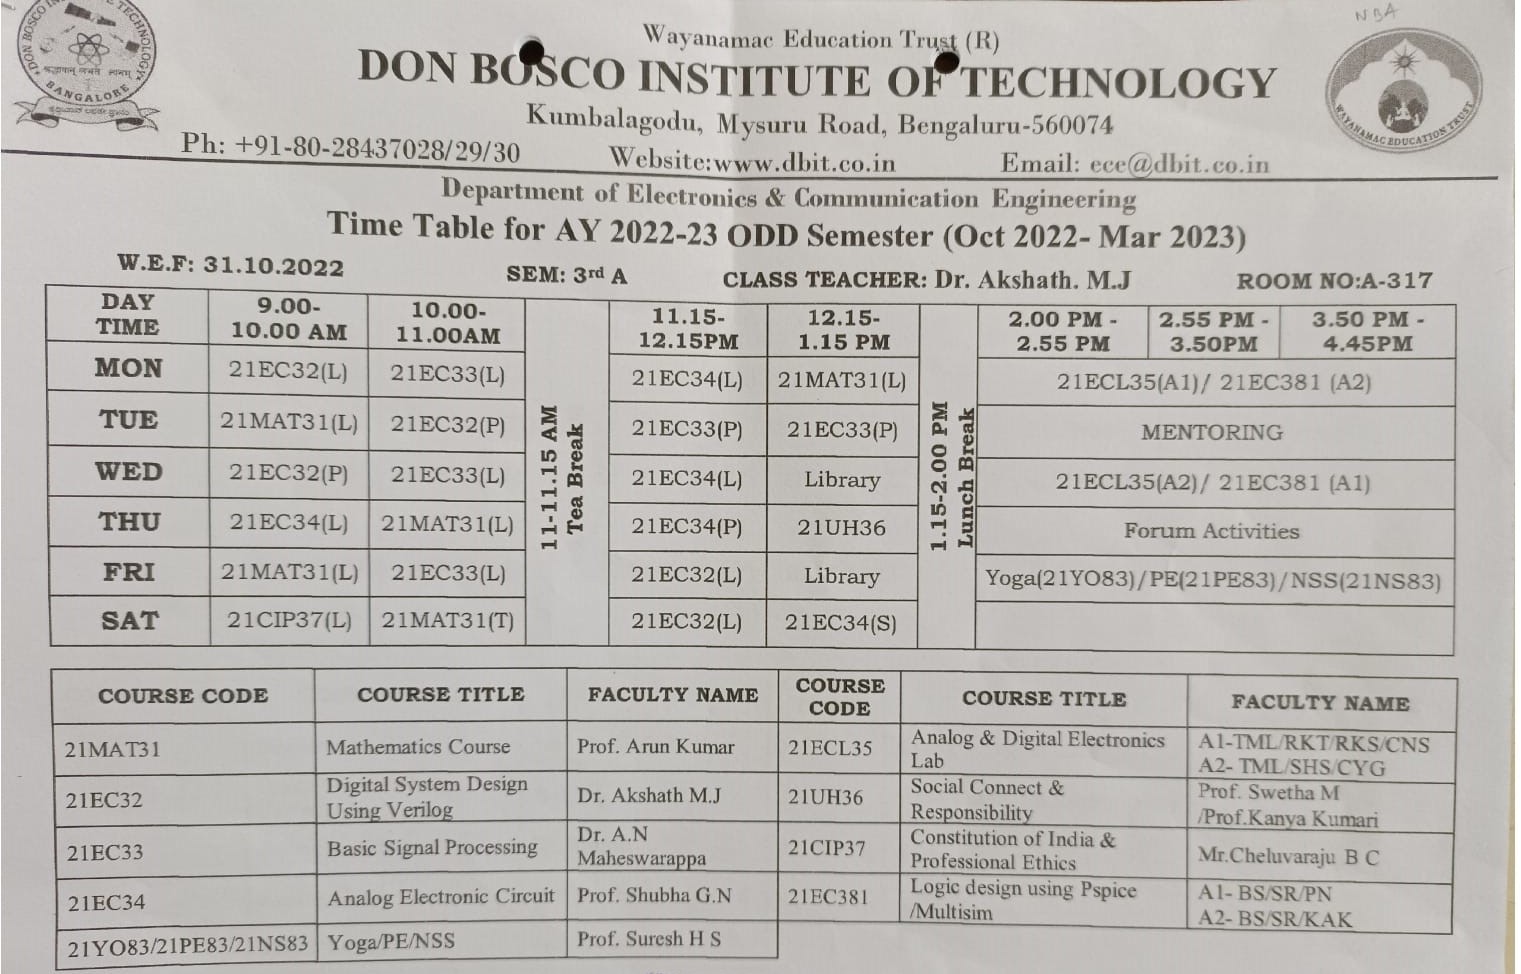 NBA
Wayanamac Education Trust (R)
DON BOSCO INSTITUTE OF TECHNOLOGY
Kumbalagodu, Mysuru Road, Bengaluru-560074
Ph: +91-80-28437028/29/30 Website:www.dbit.co.in Email: ece@dbit.co.in
BANGALORE
WAYANAMAC EDUCATION TRUST
Department of Electronics & Communication Engineering
Time Table for AY 2022-23 ODD Semester (Oct 2022- Mar 2023)
W.E.F: 31.10.2022 SEM: 3rd A CLASS TEACHER: Dr. Akshath. M.J ROOM NO:A-317
DAY TIME 9.00-10.00 AM 10.00-11.00AM 11-11.15 AM Tea Break 11.15-12.15PM 12.15-1.15 PM 1.15-2.00 PM Lunch Break 2.00 PM - 2.55 PM 2.55 PM - 3.50PM 3.50 PM - 4.45PM
MON 21EC32(L) 21EC33(L) 21EC34(L) 21MAT31(L) 21ECL35(A1)/ 21EC381 (A2)
TUE 21MAT31(L) 21EC32(P) 21EC33(P) 21EC33(P) MENTORING
WED 21EC32(P) 21EC33(L) 21EC34(L) Library 21ECL35(A2)/ 21EC381 (A1)
THU 21EC34(L) 21MAT31(L) 21EC34(P) 21UH36 Forum Activities
FRI 21MAT31(L) 21EC33(L) 21EC32(L) Library Yoga(21YO83)/PE(21PE83)/NSS(21NS83)
SAT 21CIP37(L) 21MAT31(T) 21EC32(L) 21EC34(S)
COURSE CODE COURSE TITLE FACULTY NAME COURSE CODE COURSE TITLE FACULTY NAME
21MAT31 Mathematics Course Prof. Arun Kumar 21ECL35 Analog & Digital Electronics Lab A1-TML/RKT/RKS/CNS A2- TML/SHS/CYG
21EC32 Digital System Design Using Verilog Dr. Akshath M.J 21UH36 Social Connect & Responsibility Prof. Swetha M /Prof.Kanya Kumari
21EC33 Basic Signal Processing Dr. A.N Maheswarappa 21CIP37 Constitution of India & Professional Ethics Mr.Cheluvaraju B C
21EC34 Analog Electronic Circuit Prof. Shubha G.N 21EC381 Logic design using Pspice /Multisim A1- BS/SR/PN A2- BS/SR/KAK
21YO83/21PE83/21NS83 Yoga/PE/NSS Prof. Suresh H S